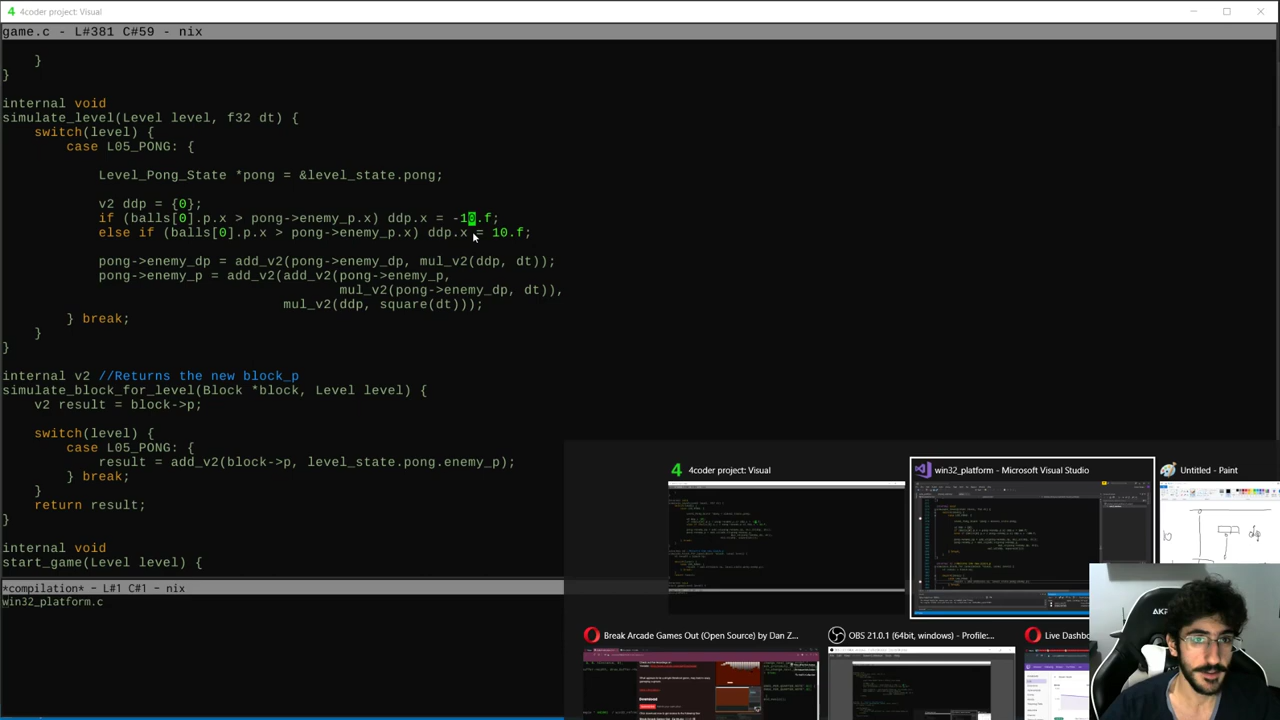 4coder project: Visual
game.c - L#381 C#59 - nix
}
}
internal void
simulate_level(Level level, f32 dt) {
switch(level) {
case L05_PONG: {
Level_Pong_State *pong = &level_state.pong;
v2 ddp = {0};
if (balls[0].p.x > pong->enemy_p.x) ddp.x = -10.f;
else if (balls[0].p.x > pong->enemy_p.x) ddp.x = 10.f;
pong->enemy_dp = add_v2(pong->enemy_dp, mul_v2(ddp, dt));
pong->enemy_p = add_v2(add_v2(pong->enemy_p,
mul_v2(pong->enemy_dp, dt)),
mul_v2(ddp, square(dt)));
} break;
}
}
internal v2 //Returns the new block_p
simulate_block_for_level(Block *block, Level level) {
v2 result = block->p;
switch(level) {
case L05_PONG: {
result = add_v2(block->p, level_state.pong.enemy_p);
} break;
}
return result;
}
internal void
start_game(Level level) {
*compilation* - L#1 C#1 - nix
win32_platform.c
4coder project: Visual
win32_platform - Microsoft Visual Studio
Untitled - Paint
Break Arcade Games Out (Open Source) by Dan Z...
OBS 21.0.1 (64bit, windows) - Profile:...
Live Dashbo